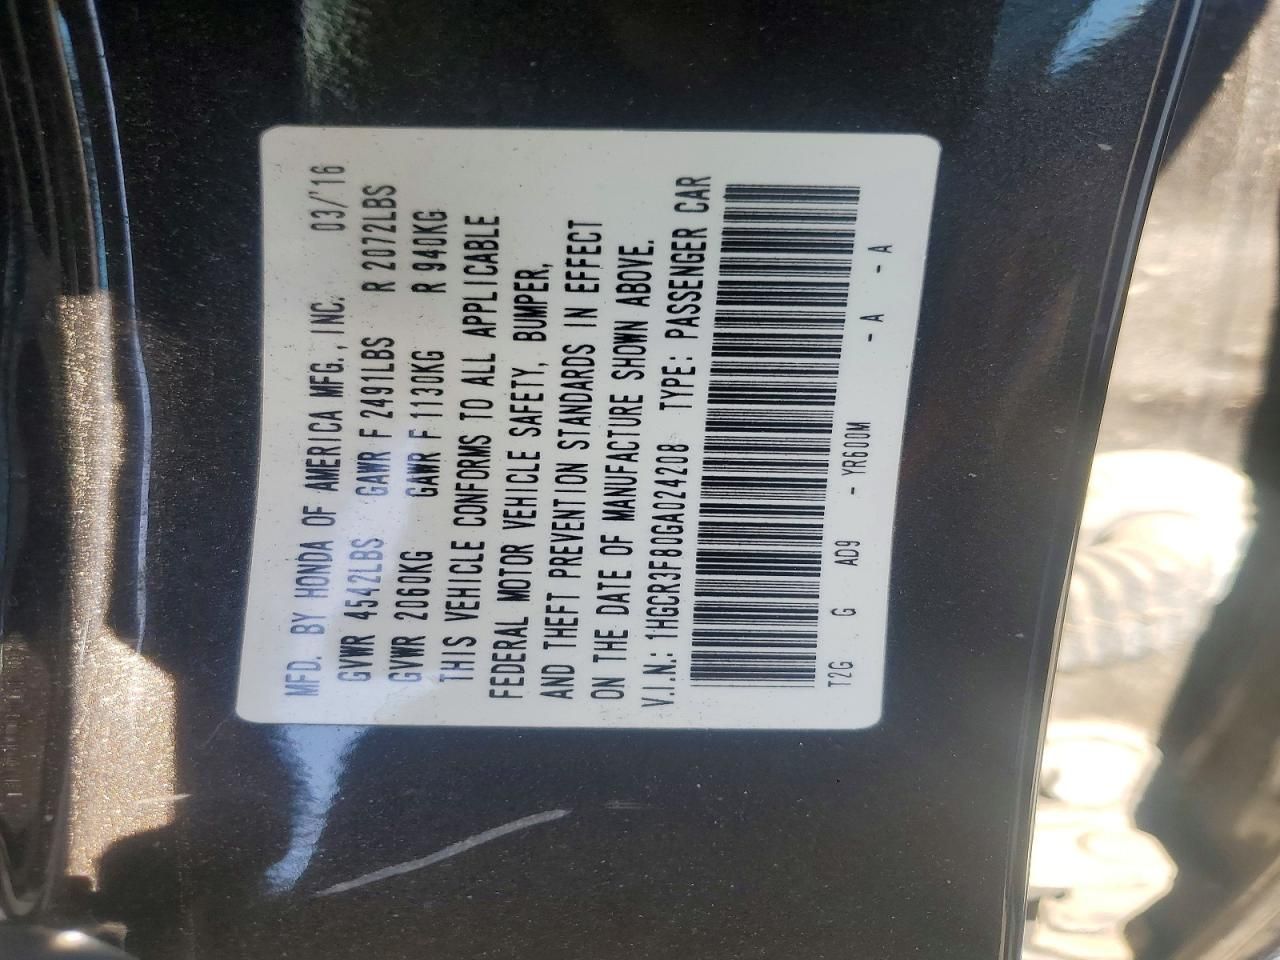 MFD. BY HONDA OF AMERICA MFG., INC. 03/'16
GVWR 4542LBS GAWR F 2491LBS R 2072LBS
GVWR 2060KG GAWR F 1130KG R 940KG
THIS VEHICLE CONFORMS TO ALL APPLICABLE
FEDERAL MOTOR VEHICLE SAFETY, BUMPER,
AND THEFT PREVENTION STANDARDS IN EFFECT
ON THE DATE OF MANUFACTURE SHOWN ABOVE.
V.I.N.: 1HGCR3F80GA024208 TYPE: PASSENGER CAR
T2G G AD9 - YR600M - A - A